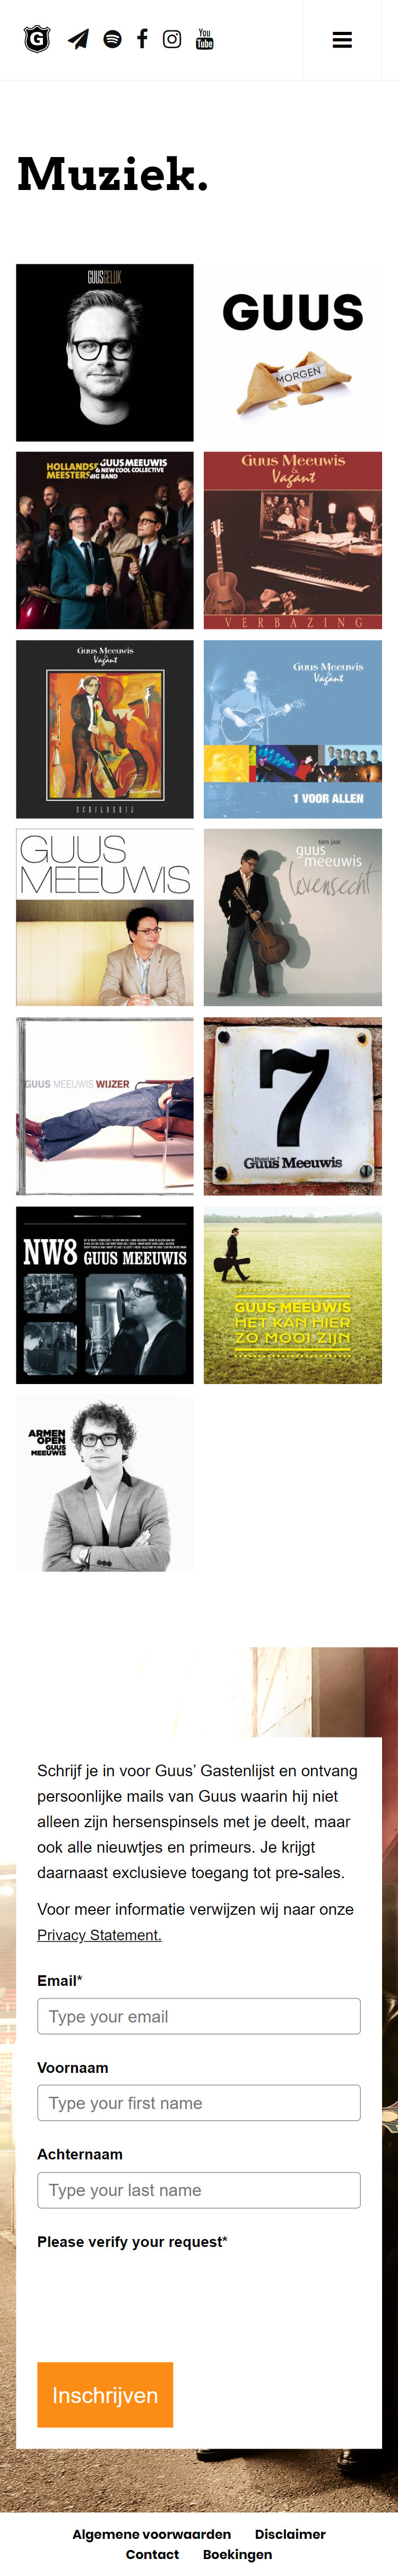 G
You
Tube
Muziek.
GUUSGELUK
GUUS
MORGEN
HOLLANDSE MEESTERS
GUUS MEEUWIS
& NEW COOL COLLECTIVE
BIG BAND
Guus Meeuwis
&
Vagant
VERBAZING
Guus Meeuwis
Vagant
SCHILDERIJ
Guus Meeuwis
Vagant
1 VOOR ALLEN
GUUS
MEEUWIS
tien jaar
guus
meeuwis
levensecht
GUUS MEEUWIS WIJZER
7
Guus Meeuwis
NW8 GUUS MEEUWIS
GUUS MEEUWIS
HET KAN HIER
ZO MOOI ZIJN
ARMEN
OPEN
GUUS
MEEUWIS
Schrijf je in voor Guus’ Gastenlijst en ontvang
persoonlijke mails van Guus waarin hij niet
alleen zijn hersenspinsels met je deelt, maar
ook alle nieuwtjes en primeurs. Je krijgt
daarnaast exclusieve toegang tot pre-sales.
Voor meer informatie verwijzen wij naar onze
Privacy Statement.
Email*
Type your email
Voornaam
Type your first name
Achternaam
Type your last name
Please verify your request*
Inschrijven
Algemene voorwaarden Disclaimer
Contact Boekingen